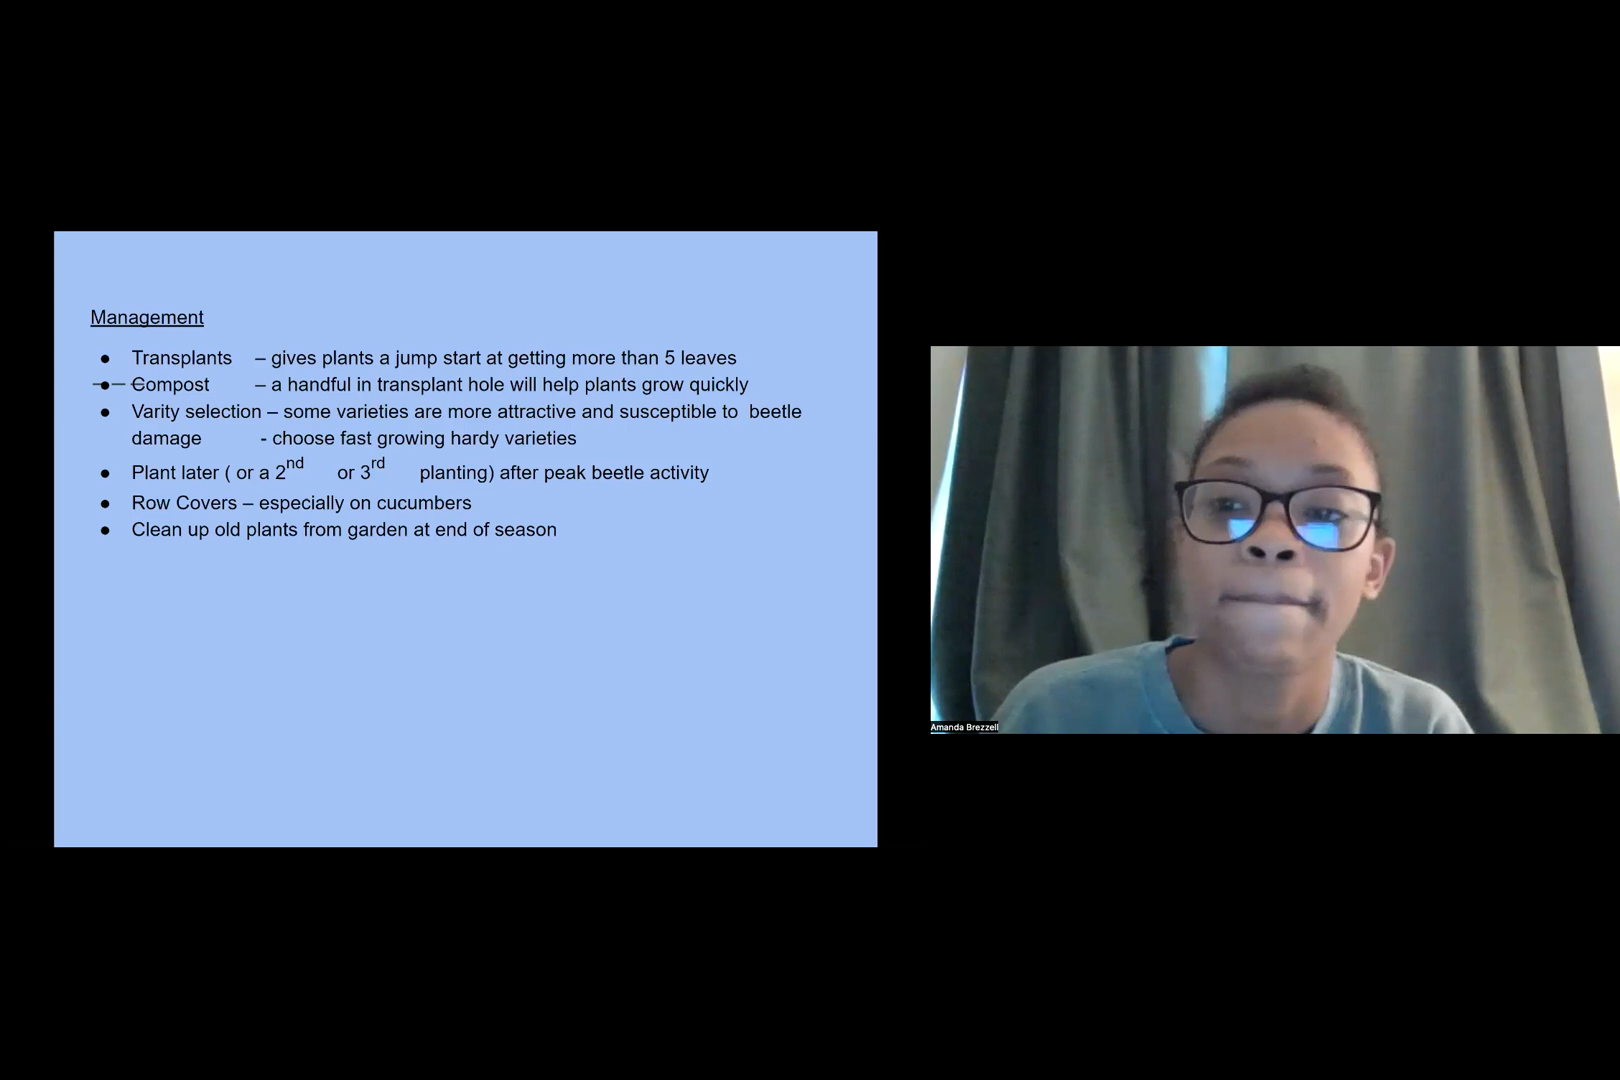 Management
● Transplants – gives plants a jump start at getting more than 5 leaves
● Compost – a handful in transplant hole will help plants grow quickly
● Varity selection – some varieties are more attractive and susceptible to beetle
damage - choose fast growing hardy varieties
● Plant later ( or a 2nd or 3rd planting) after peak beetle activity
● Row Covers – especially on cucumbers
● Clean up old plants from garden at end of season
Amanda Brezzell